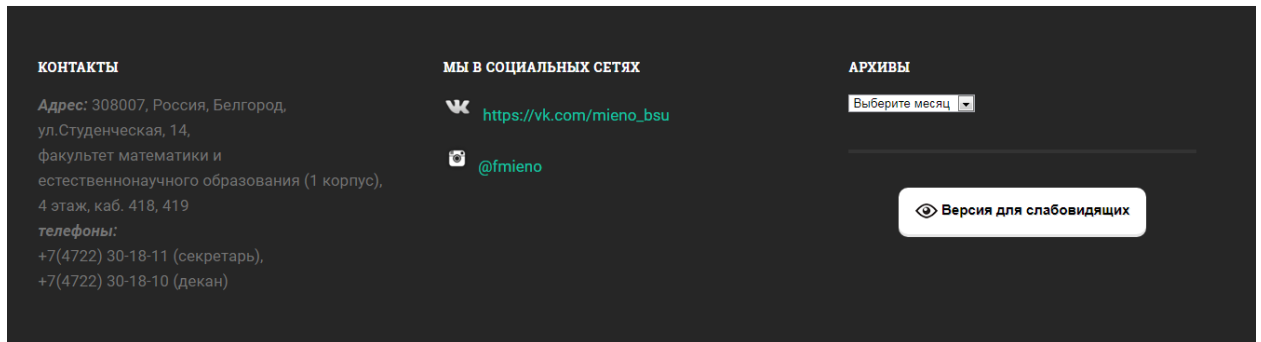 КОНТАКТЫ
Адрес: 308007, Россия, Белгород,
ул.Студенческая, 14,
факультет математики и
естественнонаучного образования (1 корпус),
4 этаж, каб. 418, 419
телефоны:
+7(4722) 30-18-11 (секретарь),
+7(4722) 30-18-10 (декан)
МЫ В СОЦИАЛЬНЫХ СЕТЯХ
https://vk.com/mieno_bsu
@fmieno
АРХИВЫ
Выберите месяц
Версия для слабовидящих